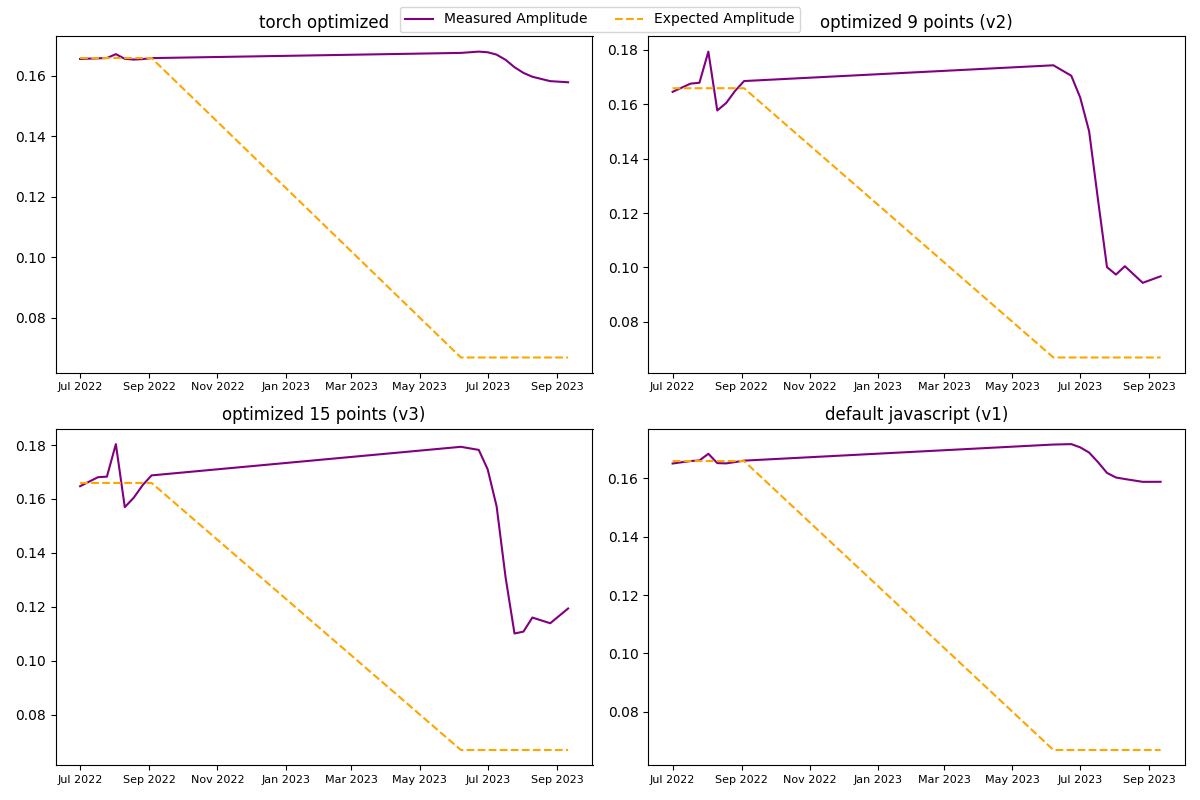 torch optimized
Measured Amplitude
Expected Amplitude
optimized 9 points (v2)
0.16
0.14
0.12
0.10
0.08
Jul 2022 Sep 2022 Nov 2022 Jan 2023 Mar 2023 May 2023 Jul 2023 Sep 2023
0.18
0.16
0.14
0.12
0.10
0.08
Jul 2022 Sep 2022 Nov 2022 Jan 2023 Mar 2023 May 2023 Jul 2023 Sep 2023
optimized 15 points (v3)
0.18
0.16
0.14
0.12
0.10
0.08
Jul 2022 Sep 2022 Nov 2022 Jan 2023 Mar 2023 May 2023 Jul 2023 Sep 2023
default javascript (v1)
0.16
0.14
0.12
0.10
0.08
Jul 2022 Sep 2022 Nov 2022 Jan 2023 Mar 2023 May 2023 Jul 2023 Sep 2023